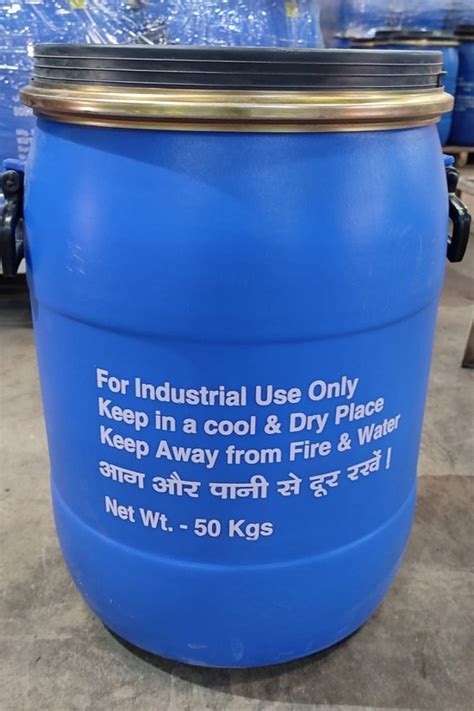 For Industrial Use Only
Keep in a cool & Dry Place
Keep Away from Fire & Water
आग और पानी से दूर रखें |
Net Wt. - 50 Kgs